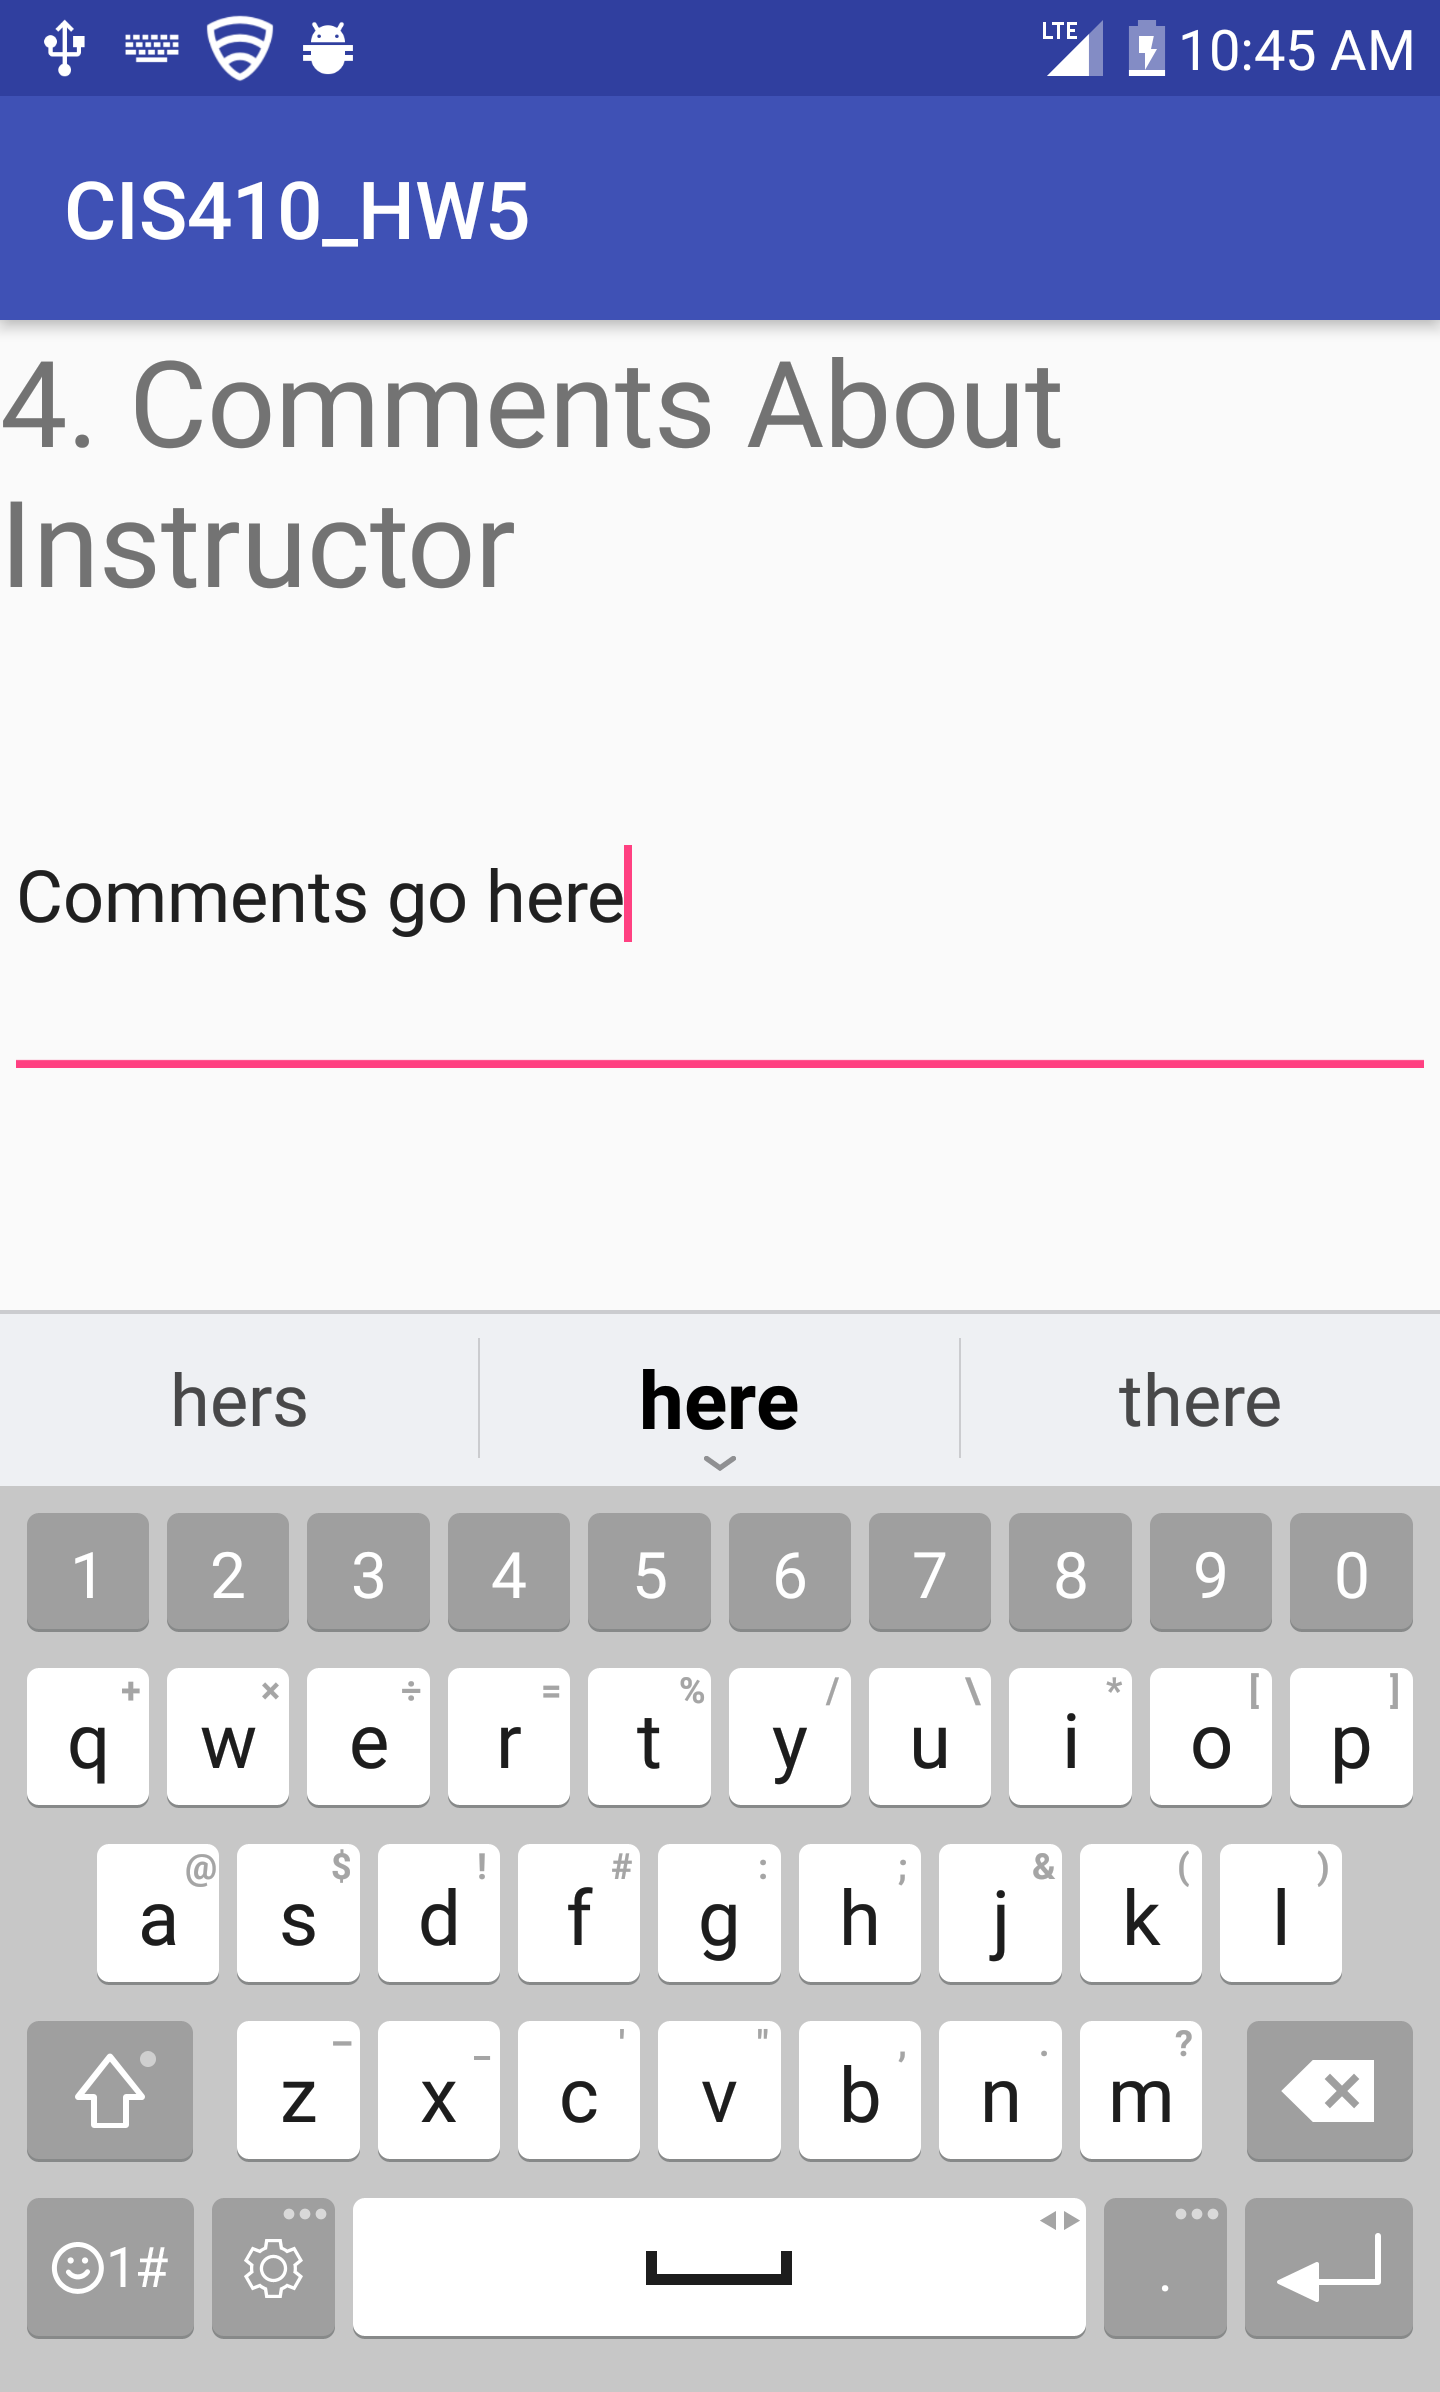 LTE 10:45 AM
CIS410_HW5
4. Comments About
Instructor
Comments go here
hers here there
1 2 3 4 5 6 7 8 9 0
+ × ÷ = % / \ * [ ]
q w e r t y u i o p
@ $ ! # : ; & ( )
a s d f g h j k l
– _ ' " , . ?
z x c v b n m
1# .